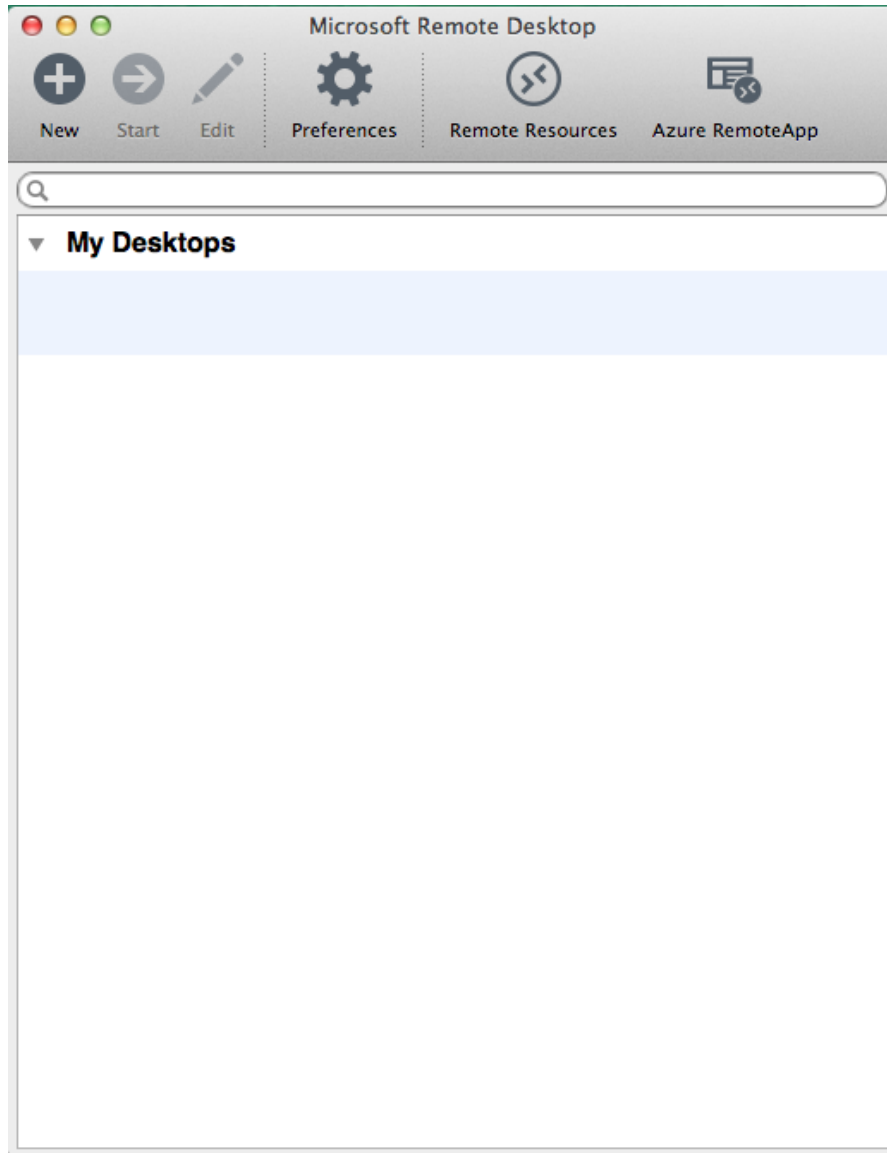 Microsoft Remote Desktop
New Start Edit Preferences Remote Resources Azure RemoteApp
My Desktops